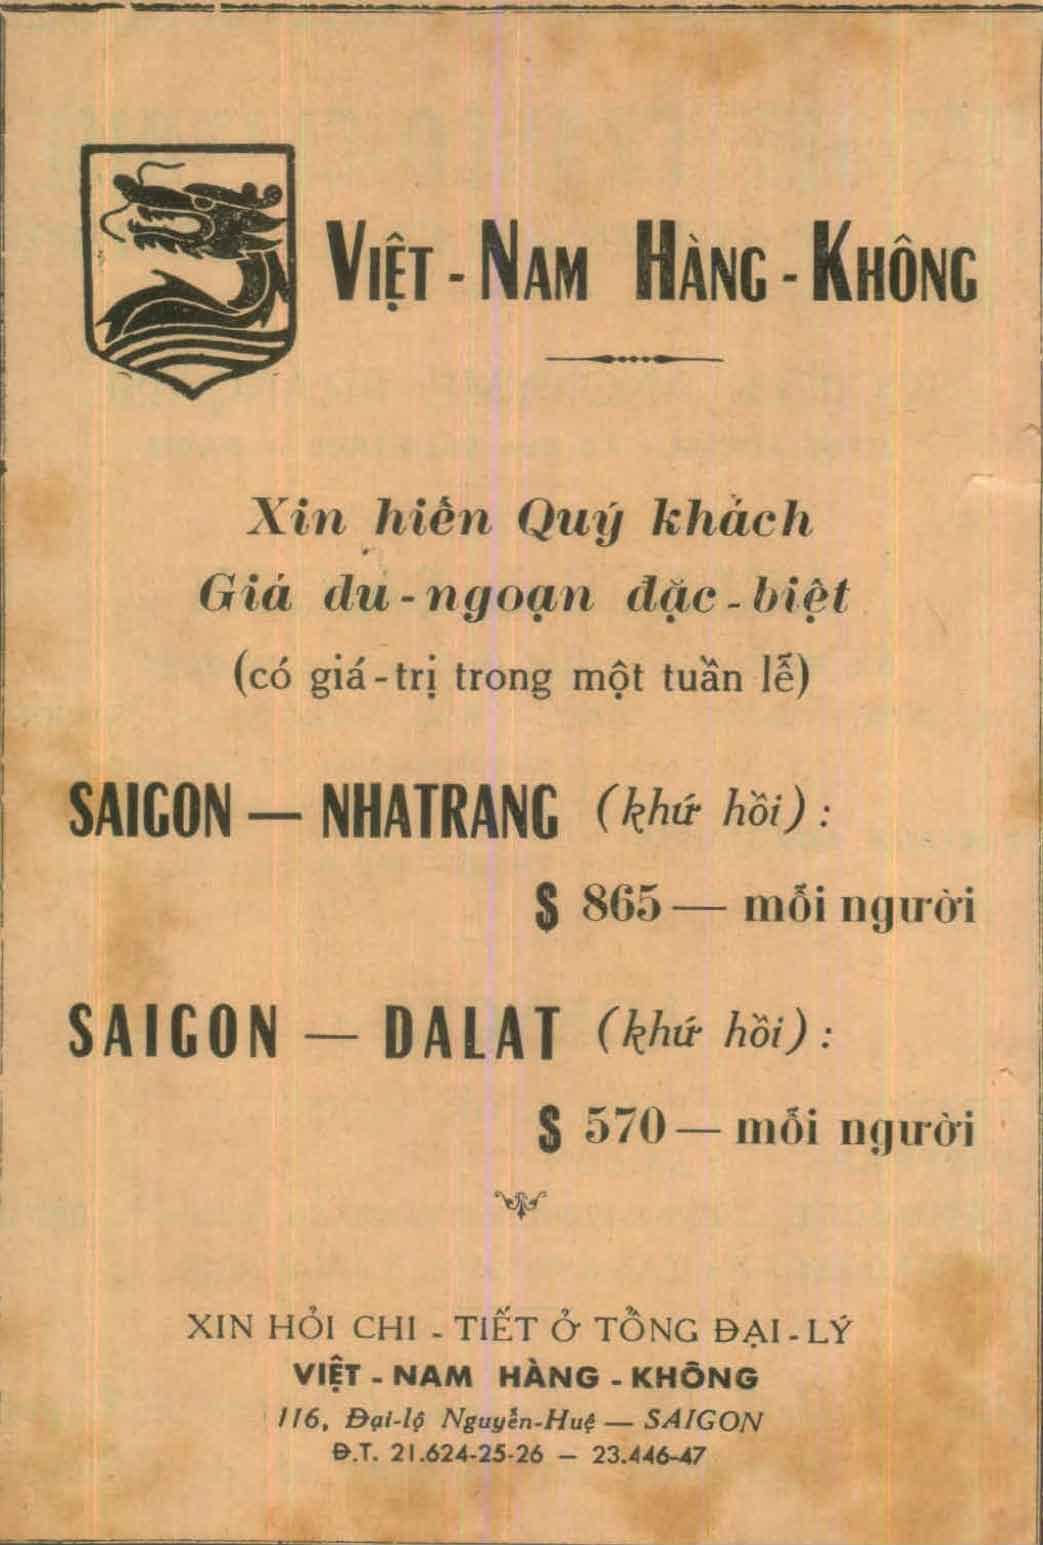 VIỆT - NAM HÀNG - KHÔNG
Xin hiến Quý khách
Giá du - ngoạn đặc - biệt
(có giá - trị trong một tuần lễ)
SAIGON — NHATRANG (khứ hồi) :
$ 865 — mỗi người
SAIGON — DALAT (khứ hồi) :
$ 570 — mỗi người
XIN HỎI CHI - TIẾT Ở TỔNG ĐẠI - LÝ
VIỆT - NAM HÀNG - KHÔNG
116, Đại-lộ Nguyễn-Huệ — SAIGON
Đ.T. 21.624-25-26 — 23.446-47